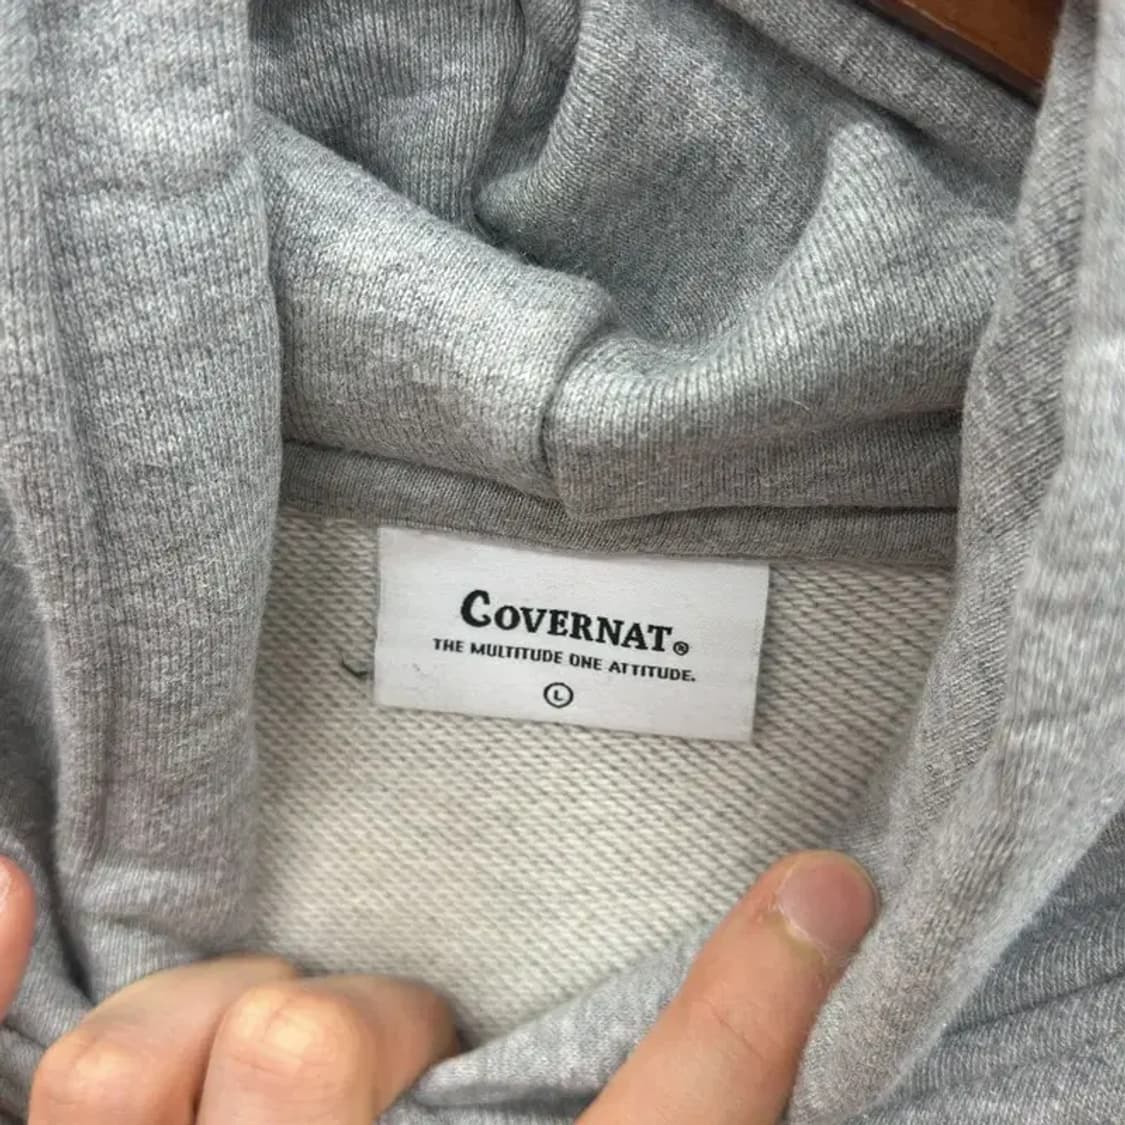 COVERNAT®
THE MULTITUDE ONE ATTITUDE.
L